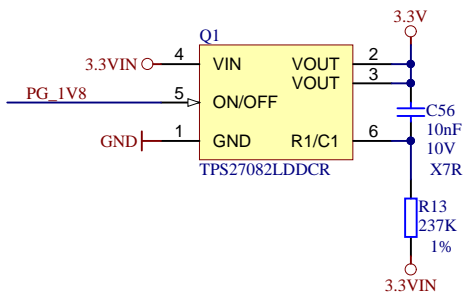 Q1
3.3V
3.3VIN
4
VIN
VOUT
2
VOUT
3
PG_1V8
5
ON/OFF
C56
10nF
10V
X7R
GND
1
GND
R1/C1
6
TPS27082LDDCR
R13
237K
1%
3.3VIN